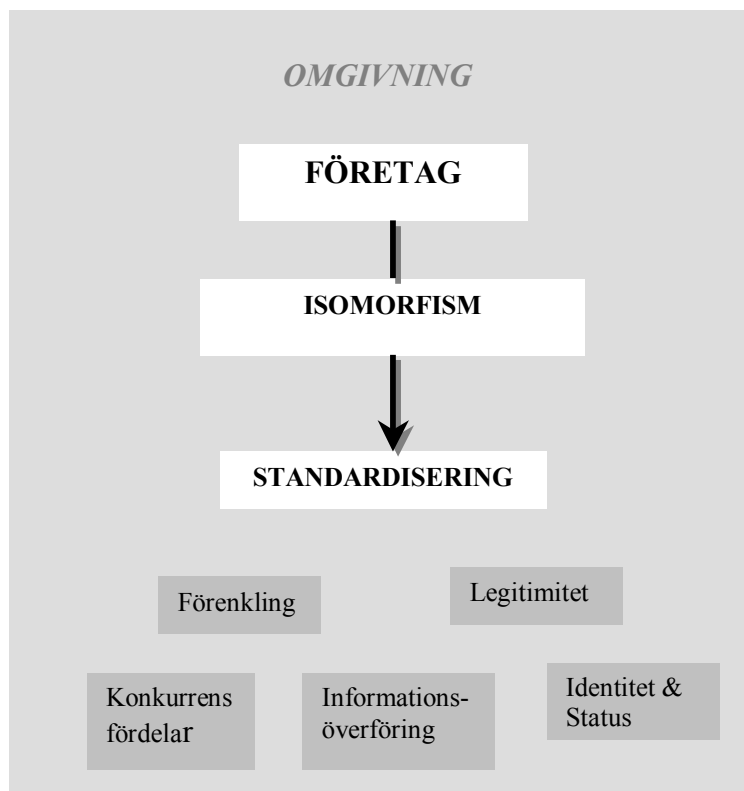 OMGIVNING
FÖRETAG
ISOMORFISM
STANDARDISERING
Förenkling
Legitimitet
Konkurrens
fördelar
Informations-
överföring
Identitet &
Status